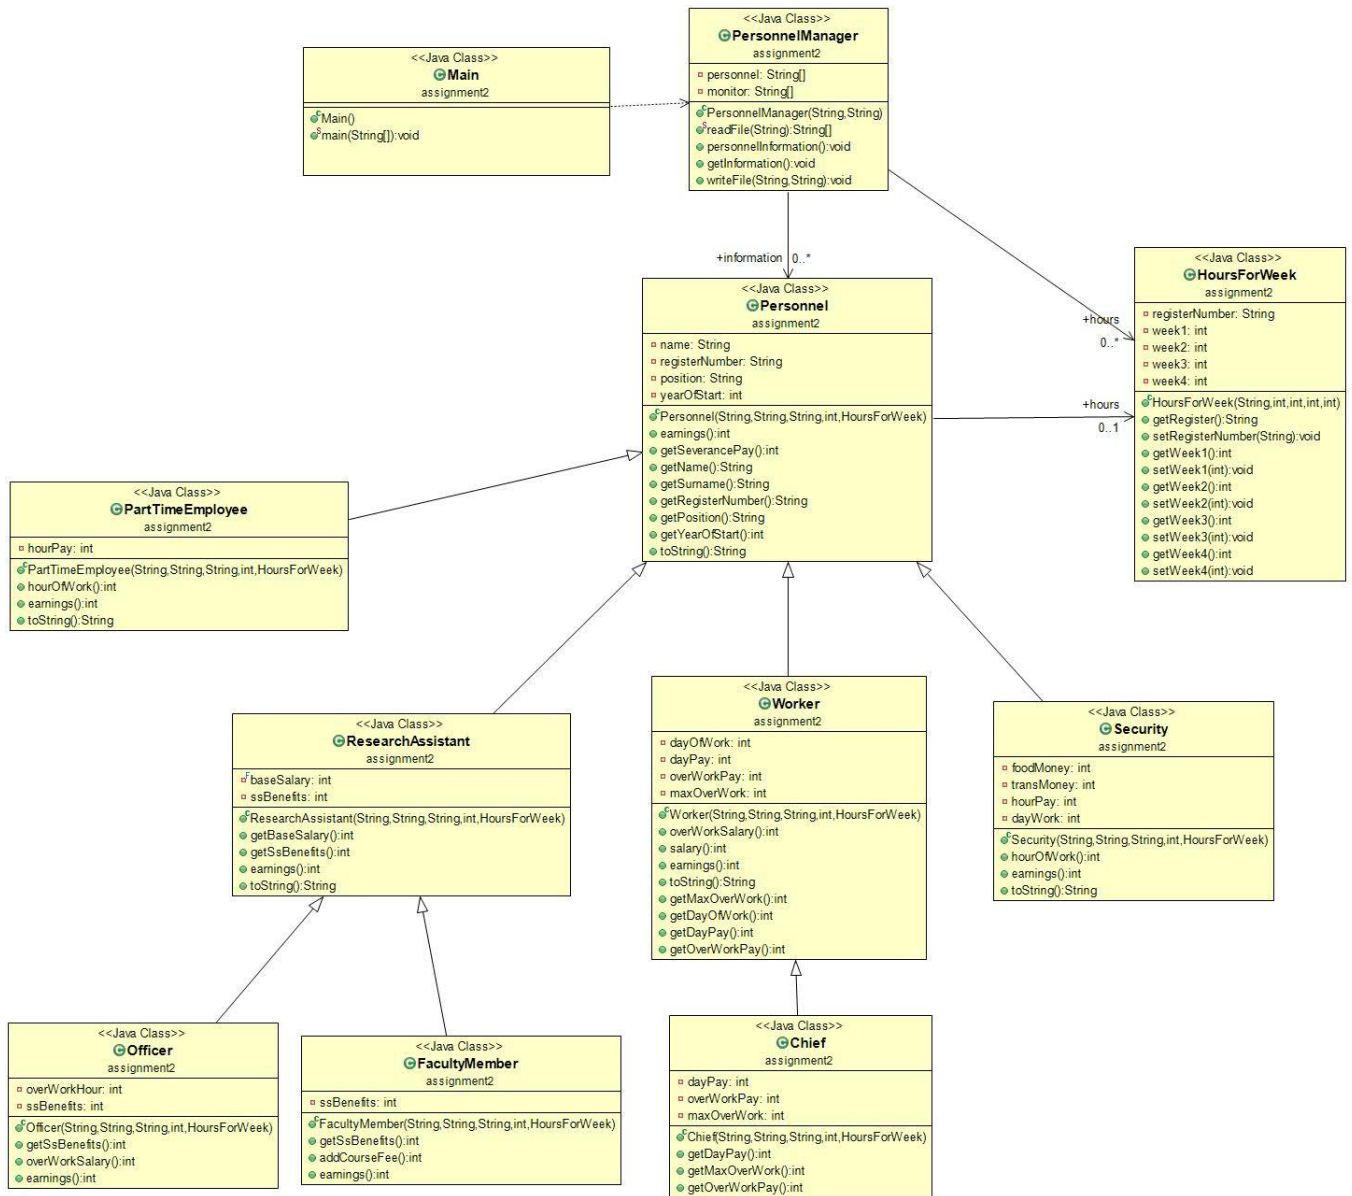 <<Java Class>>
PersonnelManager
assignment2
personnel: String[]
monitor: String[]
PersonnelManager(String,String)
readFile(String):String[]
personnelInformation():void
getInformation():void
writeFile(String,String):void
<<Java Class>>
Main
assignment2
Main()
main(String[]):void
+information 0..*
<<Java Class>>
HoursForWeek
assignment2
registerNumber: String
week1: int
week2: int
week3: int
week4: int
HoursForWeek(String,int,int,int,int)
getRegister():String
setRegisterNumber(String):void
getWeek1():int
setWeek1(int):void
getWeek2():int
setWeek2(int):void
getWeek3():int
setWeek3(int):void
getWeek4():int
setWeek4(int):void
+hours
0..*
+hours
0..1
<<Java Class>>
Personnel
assignment2
name: String
registerNumber: String
position: String
yearOfStart: int
Personnel(String,String,String,int,HoursForWeek)
earnings():int
getSeverancePay():int
getName():String
getSurname():String
getRegisterNumber():String
getPosition():String
getYearOfStart():int
toString():String
<<Java Class>>
PartTimeEmployee
assignment2
hourPay: int
PartTimeEmployee(String,String,String,int,HoursForWeek)
hourOfWork():int
earnings():int
toString():String
<<Java Class>>
ResearchAssistant
assignment2
baseSalary: int
ssBenefits: int
ResearchAssistant(String,String,String,int,HoursForWeek)
getBaseSalary():int
getSsBenefits():int
earnings():int
toString():String
<<Java Class>>
Worker
assignment2
dayOfWork: int
dayPay: int
overWorkPay: int
maxOverWork: int
Worker(String,String,String,int,HoursForWeek)
overWorkSalary():int
salary():int
earnings():int
toString():String
getMaxOverWork():int
getDayOfWork():int
getDayPay():int
getOverWorkPay():int
<<Java Class>>
Security
assignment2
foodMoney: int
transMoney: int
hourPay: int
dayWork: int
Security(String,String,String,int,HoursForWeek)
hourOfWork():int
earnings():int
toString():String
<<Java Class>>
Officer
assignment2
overWorkHour: int
ssBenefits: int
Officer(String,String,String,int,HoursForWeek)
getSsBenefits():int
overWorkSalary():int
earnings():int
<<Java Class>>
FacultyMember
assignment2
ssBenefits: int
FacultyMember(String,String,String,int,HoursForWeek)
getSsBenefits():int
addCourseFee():int
earnings():int
<<Java Class>>
Chief
assignment2
dayPay: int
overWorkPay: int
maxOverWork: int
Chief(String,String,String,int,HoursForWeek)
getDayPay():int
getMaxOverWork():int
getOverWorkPay():int